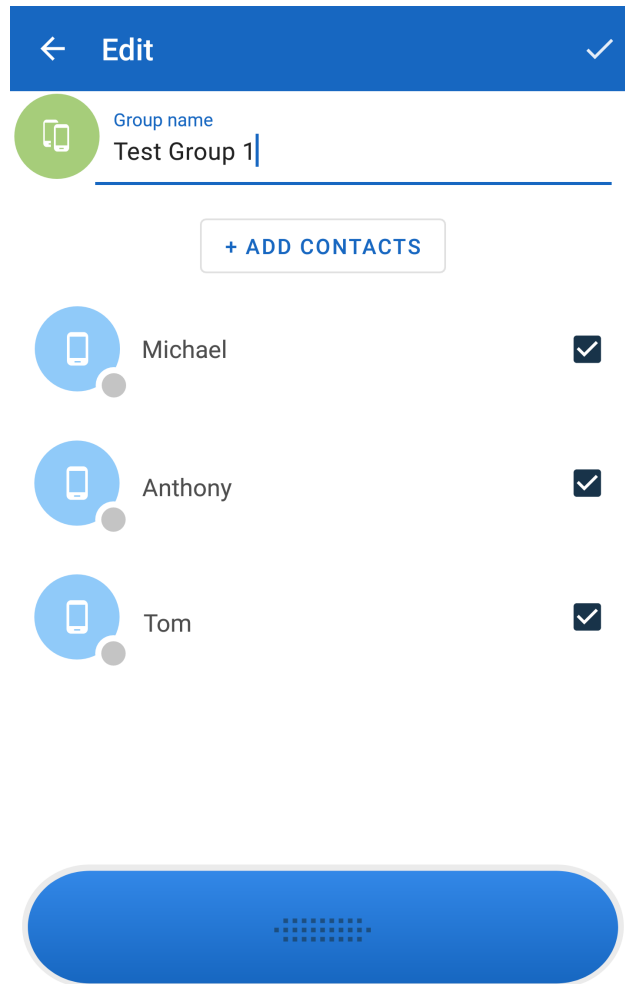 Edit
Group name
Test Group 1
+ ADD CONTACTS
Michael
Anthony
Tom